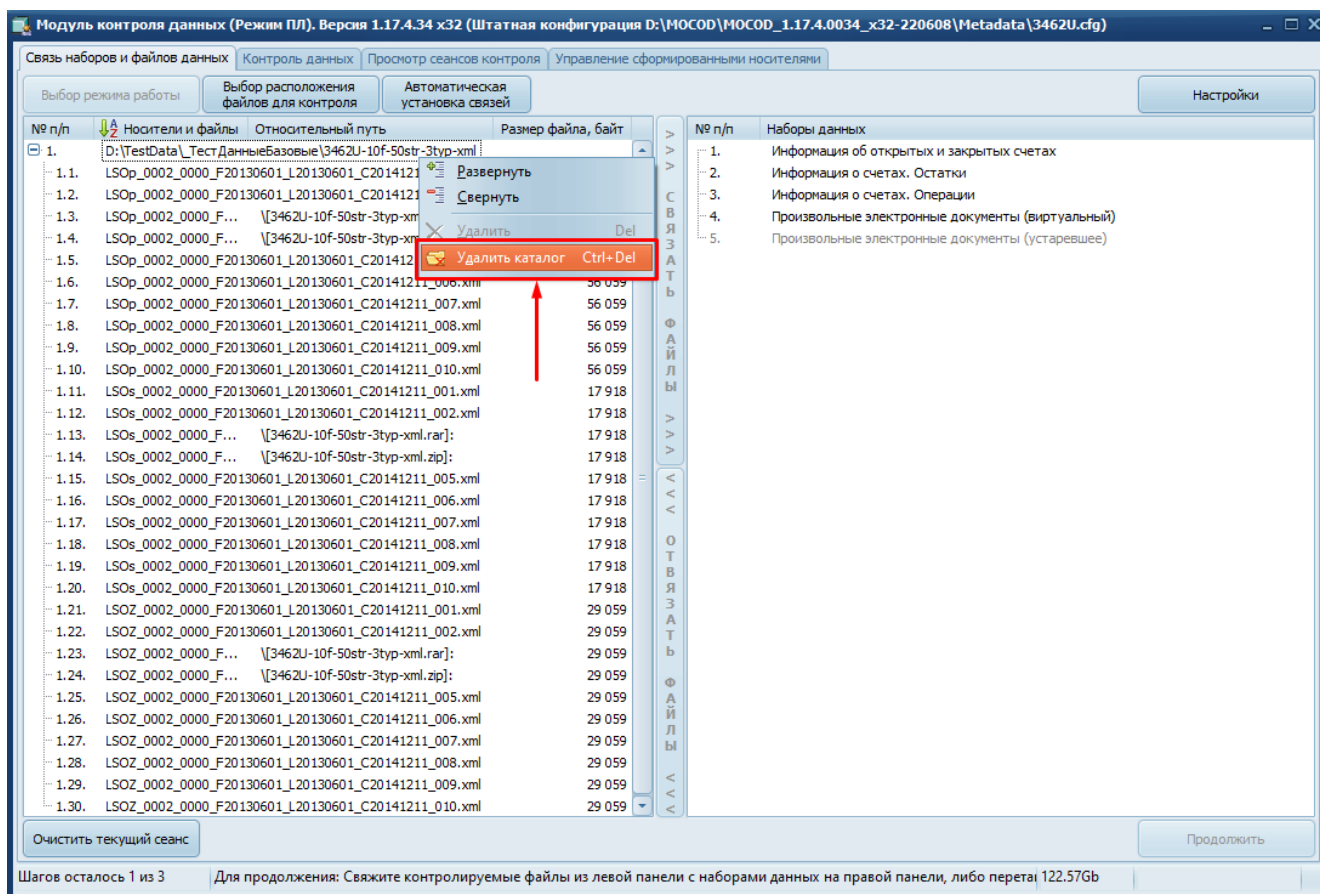 Модуль контроля данных (Режим ПЛ). Версия 1.17.4.34 x32 (Штатная конфигурация D:\MOCOD\MOCOD_1.17.4.0034_x32-220608\Metadata\3462U.cfg)
Связь наборов и файлов данных Контроль данных Просмотр сеансов контроля Управление сформированными носителями
Выбор режима работы Выбор расположения файлов для контроля Автоматическая установка связей Настройки
№ п/п Носители и файлы Относительный путь Размер файла, байт
1. D:\TestData\_ТестДанныеБазовые\3462U-10f-50str-3typ-xml
1.1. LSOp_0002_0000_F20130601_L20130601_C2014121
1.2. LSOp_0002_0000_F20130601_L20130601_C2014121
1.3. LSOp_0002_0000_F... \[3462U-10f-50str-3typ-xm
1.4. LSOp_0002_0000_F... \[3462U-10f-50str-3typ-xm
1.5. LSOp_0002_0000_F20130601_L20130601_C201412
1.6. LSOp_0002_0000_F20130601_L20130601_C20141211_006.xml 56 059
1.7. LSOp_0002_0000_F20130601_L20130601_C20141211_007.xml 56 059
1.8. LSOp_0002_0000_F20130601_L20130601_C20141211_008.xml 56 059
1.9. LSOp_0002_0000_F20130601_L20130601_C20141211_009.xml 56 059
1.10. LSOp_0002_0000_F20130601_L20130601_C20141211_010.xml 56 059
1.11. LSOs_0002_0000_F20130601_L20130601_C20141211_001.xml 17 918
1.12. LSOs_0002_0000_F20130601_L20130601_C20141211_002.xml 17 918
1.13. LSOs_0002_0000_F... \[3462U-10f-50str-3typ-xml.rar]: 17 918
1.14. LSOs_0002_0000_F... \[3462U-10f-50str-3typ-xml.zip]: 17 918
1.15. LSOs_0002_0000_F20130601_L20130601_C20141211_005.xml 17 918
1.16. LSOs_0002_0000_F20130601_L20130601_C20141211_006.xml 17 918
1.17. LSOs_0002_0000_F20130601_L20130601_C20141211_007.xml 17 918
1.18. LSOs_0002_0000_F20130601_L20130601_C20141211_008.xml 17 918
1.19. LSOs_0002_0000_F20130601_L20130601_C20141211_009.xml 17 918
1.20. LSOs_0002_0000_F20130601_L20130601_C20141211_010.xml 17 918
1.21. LSOZ_0002_0000_F20130601_L20130601_C20141211_001.xml 29 059
1.22. LSOZ_0002_0000_F20130601_L20130601_C20141211_002.xml 29 059
1.23. LSOZ_0002_0000_F... \[3462U-10f-50str-3typ-xml.rar]: 29 059
1.24. LSOZ_0002_0000_F... \[3462U-10f-50str-3typ-xml.zip]: 29 059
1.25. LSOZ_0002_0000_F20130601_L20130601_C20141211_005.xml 29 059
1.26. LSOZ_0002_0000_F20130601_L20130601_C20141211_006.xml 29 059
1.27. LSOZ_0002_0000_F20130601_L20130601_C20141211_007.xml 29 059
1.28. LSOZ_0002_0000_F20130601_L20130601_C20141211_008.xml 29 059
1.29. LSOZ_0002_0000_F20130601_L20130601_C20141211_009.xml 29 059
1.30. LSOZ_0002_0000_F20130601_L20130601_C20141211_010.xml 29 059
Развернуть
Свернуть
Удалить Del
Удалить каталог Ctrl+Del
> > > СВЯЗАТЬ ФАЙЛЫ > > >
< < < ОТВЯЗАТЬ ФАЙЛЫ < < <
№ п/п Наборы данных
1. Информация об открытых и закрытых счетах
2. Информация о счетах. Остатки
3. Информация о счетах. Операции
4. Произвольные электронные документы (виртуальный)
5. Произвольные электронные документы (устаревшее)
Очистить текущий сеанс Продолжить
Шагов осталось 1 из 3 Для продолжения: Свяжите контролируемые файлы из левой панели с наборами данных на правой панели, либо перета 122.57Gb